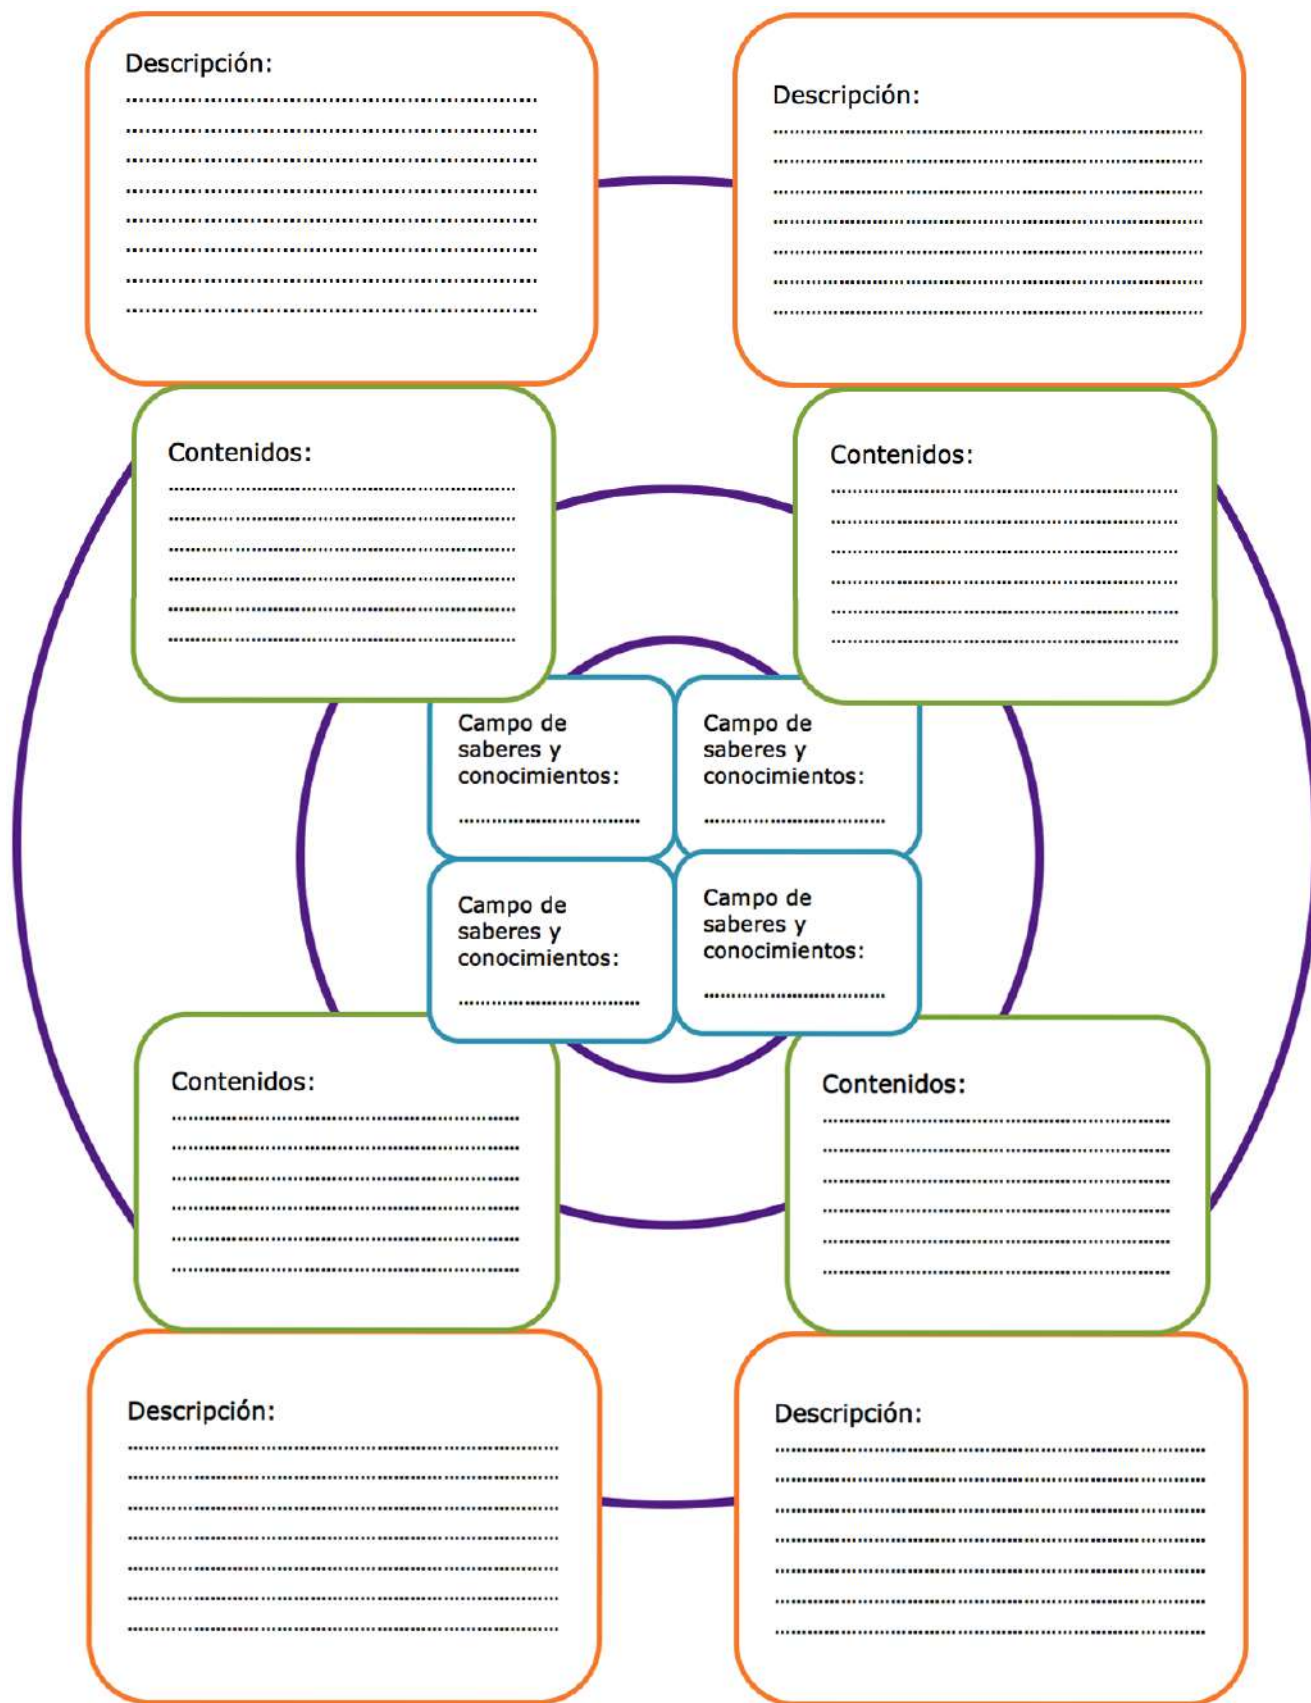 Descripción:
Descripción:
Contenidos:
Contenidos:
Campo de
saberes y
conocimientos:
Campo de
saberes y
conocimientos:
Campo de
saberes y
conocimientos:
Campo de
saberes y
conocimientos:
Contenidos:
Contenidos:
Descripción:
Descripción: